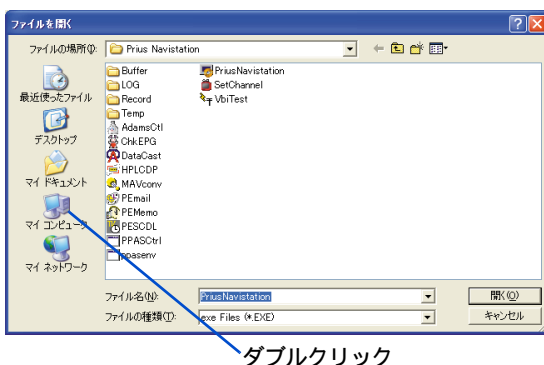 ファイルを開く
ファイルの場所(I):
Prius Navistation
最近使ったファイル
デスクトップ
マイ ドキュメント
マイ コンピュータ
マイ ネットワーク
Buffer
LOG
Record
Temp
AdamsCtl
ChkEPG
DataCast
HPLCDP
MAVconv
PEmail
PEMemo
PESCDL
PPASCtrl
ppasenv
PriusNavistation
SetChannel
VbiTest
ファイル名(N):
PriusNavistation
開く(O)
ファイルの種類(T):
exe Files (*.EXE)
キャンセル
ダブルクリック